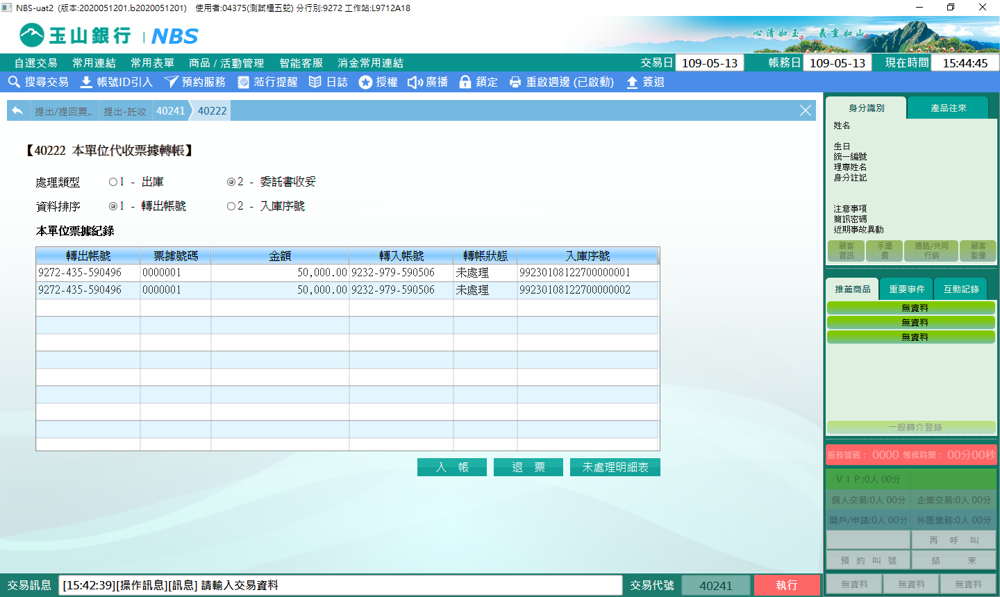 NBS-uat2 (版本:2020051201.b2020051201) 使用者:04375(測試櫃五蛇) 分行別:9272 工作站:L9712A18
玉山銀行 | NBS
心清如玉。義重如山。
自選交易 常用連結 常用表單 商品 / 活動管理 智能客服 消金常用連結 交易日 109-05-13 帳務日 109-05-13 現在時間 15:44:45
搜尋交易 帳號ID引入 預約服務 蒞行提醒 日誌 授權 廣播 鎖定 重啟週邊 (已啟動) 簽退
提出/提回票.. 提出-託收 40241 40222
【40222 本單位代收票據轉帳】
處理類型 1 - 出庫 2 - 委託書收妥
資料排序 1 - 轉出帳號 2 - 入庫序號
本單位票據紀錄
轉出帳號 票據號碼 金額 轉入帳號 轉帳狀態 入庫序號
9272-435-590496 0000001 50,000.00 9232-979-590506 未處理 99230108122700000001
9272-435-590496 0000001 50,000.00 9232-979-590506 未處理 99230108122700000002
入 帳 退 票 未處理明細表
身分識別 產品往來
姓名
生日
統一編號
理專姓名
身分註記
注意事項
簡訊密碼
近期事故異動
顧客資訊 手續費 通路/共同行銷 顧客影像
推薦商品 重要事件 互動記錄
無資料
無資料
無資料
一般轉介登錄
服務號碼： 0000 等候時間： 00分00秒
ＶＩＰ:0人 00分
個人交易:0人 00分 企業交易:0人 00分
開戶/申請:0人 00分 外匯業務:0人 00分
再 呼 叫
預 約 叫 號 結 束
無資料 無資料 無資料
交易訊息 [15:42:39][操作訊息][訊息] 請輸入交易資料 交易代號 40241 執行